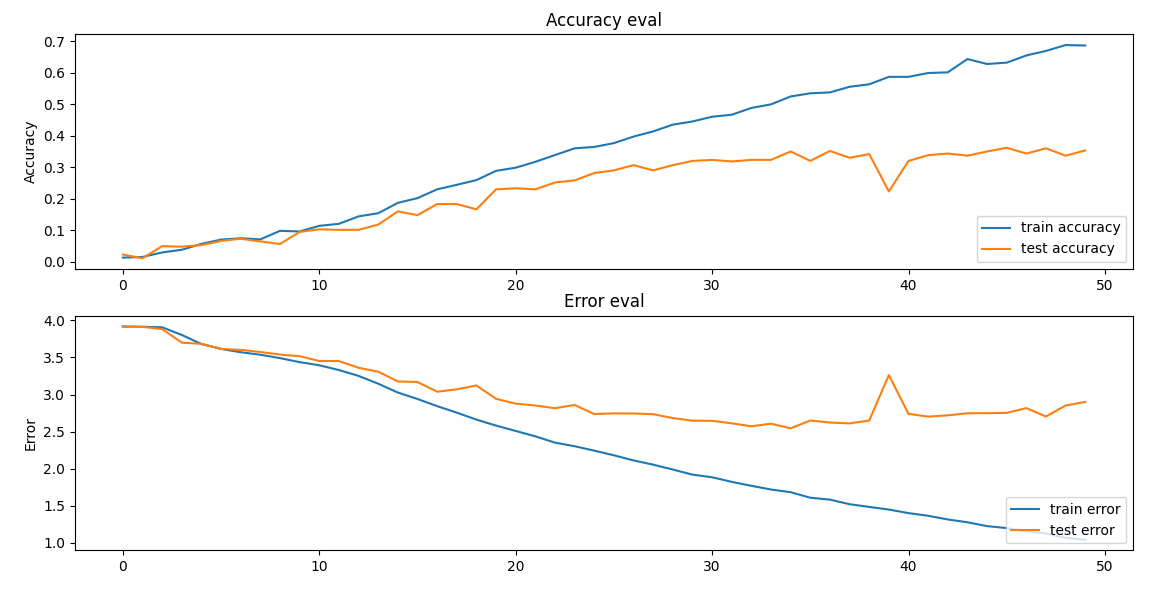 Accuracy eval
0.7
0.6
0.5
0.4
0.3
0.2
0.1
0.0
Accuracy
train accuracy
test accuracy
0 10 20 30 40 50
Error eval
4.0
3.5
3.0
2.5
2.0
1.5
1.0
Error
train error
test error
0 10 20 30 40 50